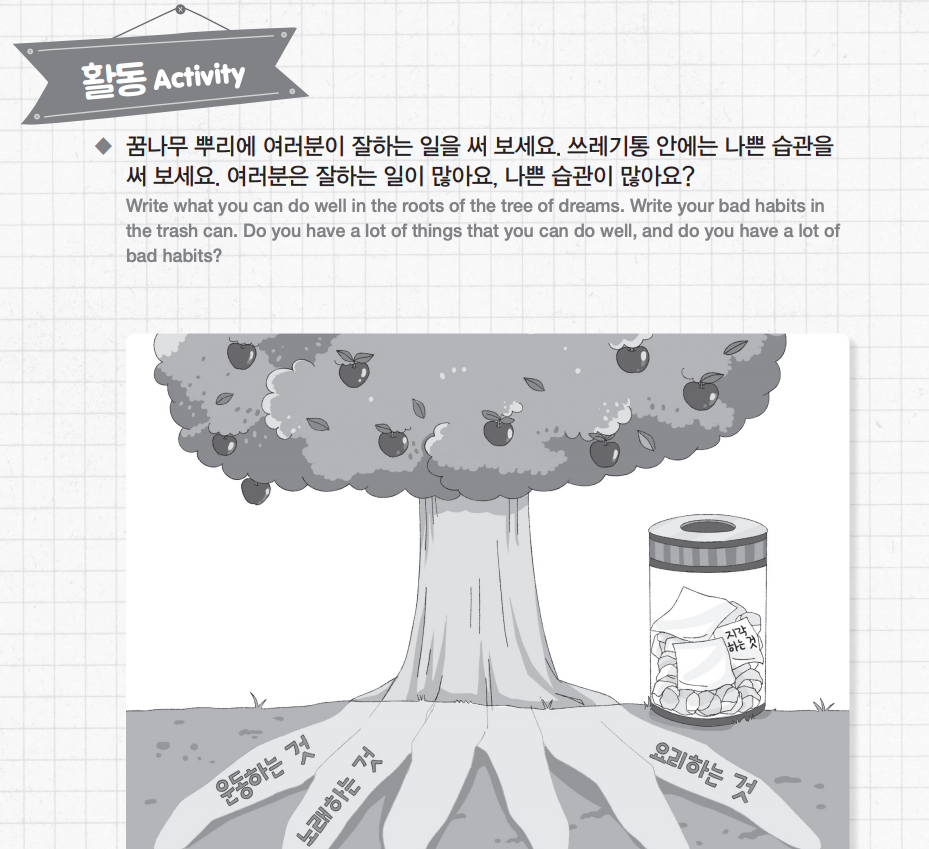 활동 Activity
꿈나무 뿌리에 여러분이 잘하는 일을 써 보세요. 쓰레기통 안에는 나쁜 습관을
써 보세요. 여러분은 잘하는 일이 많아요, 나쁜 습관이 많아요?
Write what you can do well in the roots of the tree of dreams. Write your bad habits in
the trash can. Do you have a lot of things that you can do well, and do you have a lot of
bad habits?
지각
하는 것
운동하는 것
노래하는 것
요리하는 것